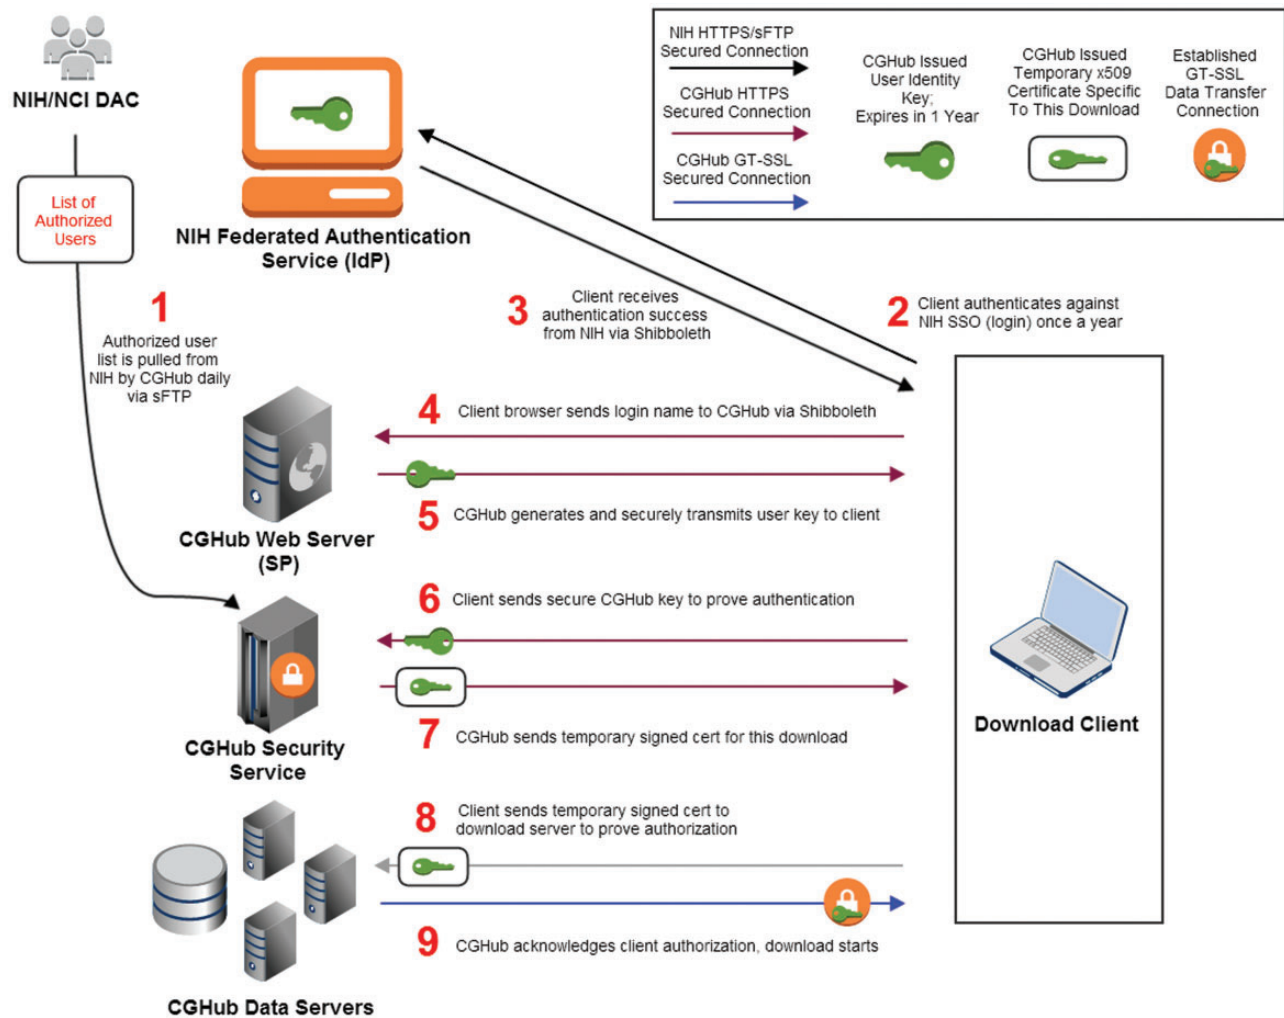 NIH/NCI DAC
List of
Authorized
Users
NIH Federated Authentication
Service (IdP)
NIH HTTPS/sFTP
Secured Connection
CGHub HTTPS
Secured Connection
CGHub GT-SSL
Secured Connection
CGHub Issued
User Identity
Key;
Expires in 1 Year
CGHub Issued
Temporary x509
Certificate Specific
To This Download
Established
GT-SSL
Data Transfer
Connection
1
Authorized user
list is pulled from
NIH by CGHub daily
via sFTP
2
Client authenticates against
NIH SSO (login) once a year
3
Client receives
authentication success
from NIH via Shibboleth
4
Client browser sends login name to CGHub via Shibboleth
5
CGHub generates and securely transmits user key to client
CGHub Web Server
(SP)
6
Client sends secure CGHub key to prove authentication
7
CGHub sends temporary signed cert for this download
CGHub Security
Service
Download Client
8
Client sends temporary signed cert to
download server to prove authorization
9
CGHub acknowledges client authorization, download starts
CGHub Data Servers